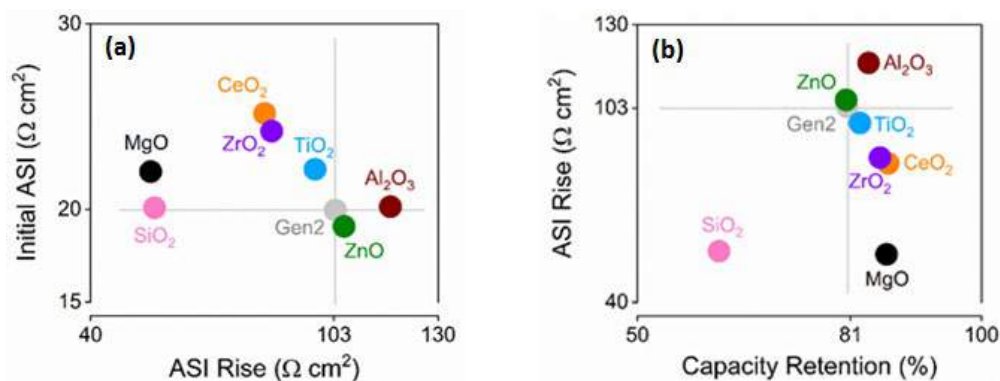 (a)
30
20
15
Initial ASI (Ω cm²)
CeO₂
ZrO₂
MgO
TiO₂
Al₂O₃
SiO₂
Gen2
ZnO
40
103
130
ASI Rise (Ω cm²)
(b)
130
103
40
ASI Rise (Ω cm²)
Al₂O₃
ZnO
Gen2
TiO₂
CeO₂
ZrO₂
SiO₂
MgO
50
81
100
Capacity Retention (%)